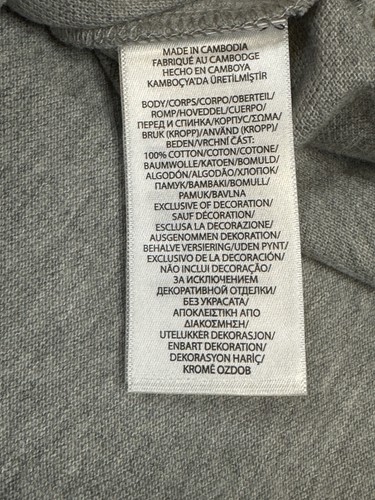 MADE IN CAMBODIA
FABRIQUÉ AU CAMBODGE
HECHO EN CAMBOYA
KAMBOÇYA'DA ÜRETİLMİŞTİR
BODY/CORPS/CORPO/OBERTEIL/
ROMP/HOVEDDEL/CUERPO/
ПЕРЕД И СПИНКА/КОРПУС/ΣΩΜΑ/
BRUK (KROPP)/ANVÄND (KROPP)/
BEDEN/VRCHNÍ ČÁST:
100% COTTON/COTON/COTONE/
BAUMWOLLE/KATOEN/BOMULD/
ALGODÓN/ALGODÃO/ХЛОПОК/
ПАМУК/BAMBAKI/BOMULL/
PAMUK/BAVLNA
EXCLUSIVE OF DECORATION/
SAUF DÉCORATION/
ESCLUSA LA DECORAZIONE/
AUSGENOMMEN DEKORATION/
BEHALVE VERSIERING/UDEN PYNT/
EXCLUSIVO DE LA DECORACIÓN/
NÃO INCLUI DECORAÇÃO/
ЗА ИСКЛЮЧЕНИЕМ
ДЕКОРАТИВНОЙ ОТДЕЛКИ/
БЕЗ УКРАСАТА/
ΑΠΟΚΛΕΙΣΤΙΚΗ ΑΠΟ
ΔΙΑΚΟΣΜΗΣΗ/
UTELUKKER DEKORASJON/
ENBART DEKORATION/
DEKORASYON HARİÇ/
KROMĚ OZDOB